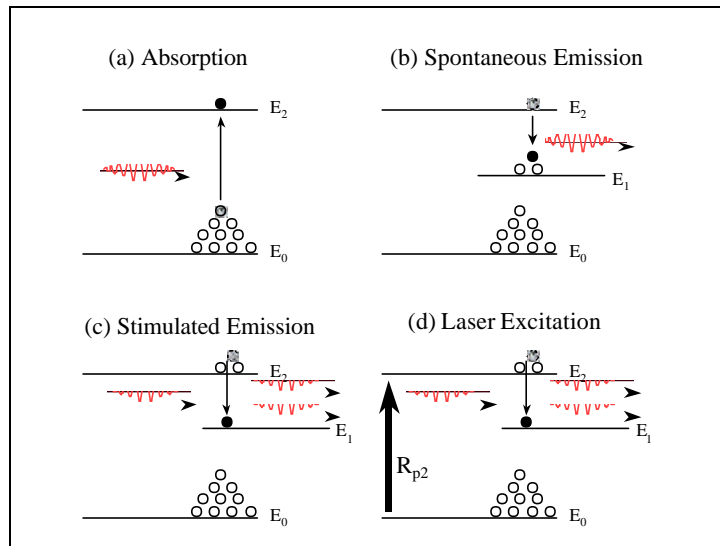 (a) Absorption
(b) Spontaneous Emission
E2
E2
E1
E0
E0
(c) Stimulated Emission
(d) Laser Excitation
E2
E2
E1
E1
Rp2
E0
E0